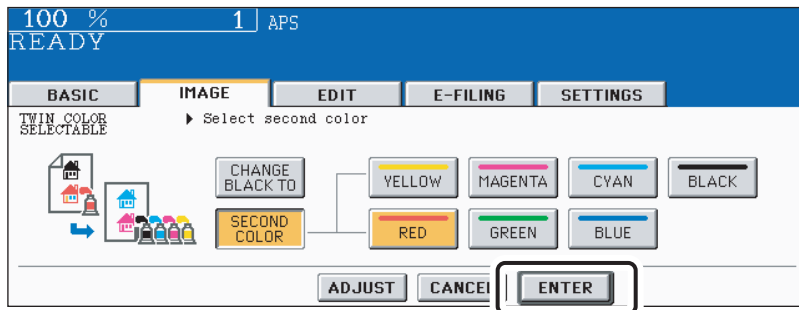 100 % 1 APS
READY
BASIC IMAGE EDIT E-FILING SETTINGS
TWIN COLOR
SELECTABLE
Select second color
CHANGE
BLACK TO
YELLOW MAGENTA CYAN BLACK
SECOND
COLOR
RED GREEN BLUE
ADJUST CANCEL ENTER